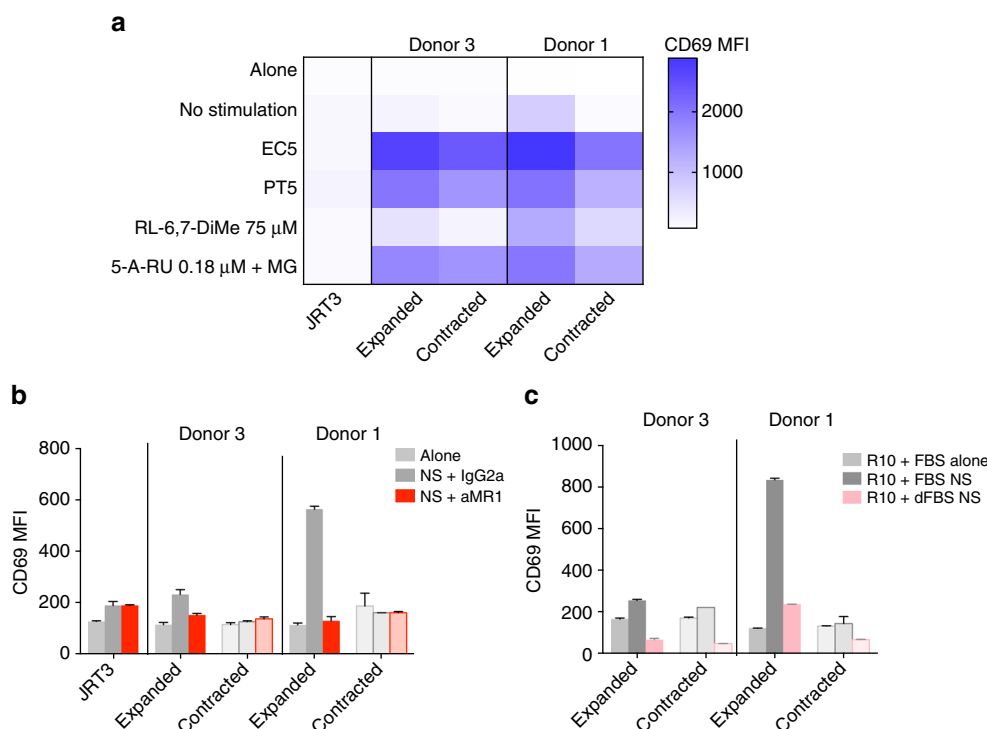 a
Donor 3
Donor 1
CD69 MFI
Alone
No stimulation
EC5
PT5
RL-6,7-DiMe 75 μM
5-A-RU 0.18 μM + MG
2000
1000
JRT3
Expanded
Contracted
Expanded
Contracted
b
Donor 3
Donor 1
CD69 MFI
800
600
400
200
0
Alone
NS + IgG2a
NS + aMR1
JRT3
Expanded
Contracted
Expanded
Contracted
c
Donor 3
Donor 1
CD69 MFI
1000
800
600
400
200
0
R10 + FBS alone
R10 + FBS NS
R10 + dFBS NS
Expanded
Contracted
Expanded
Contracted